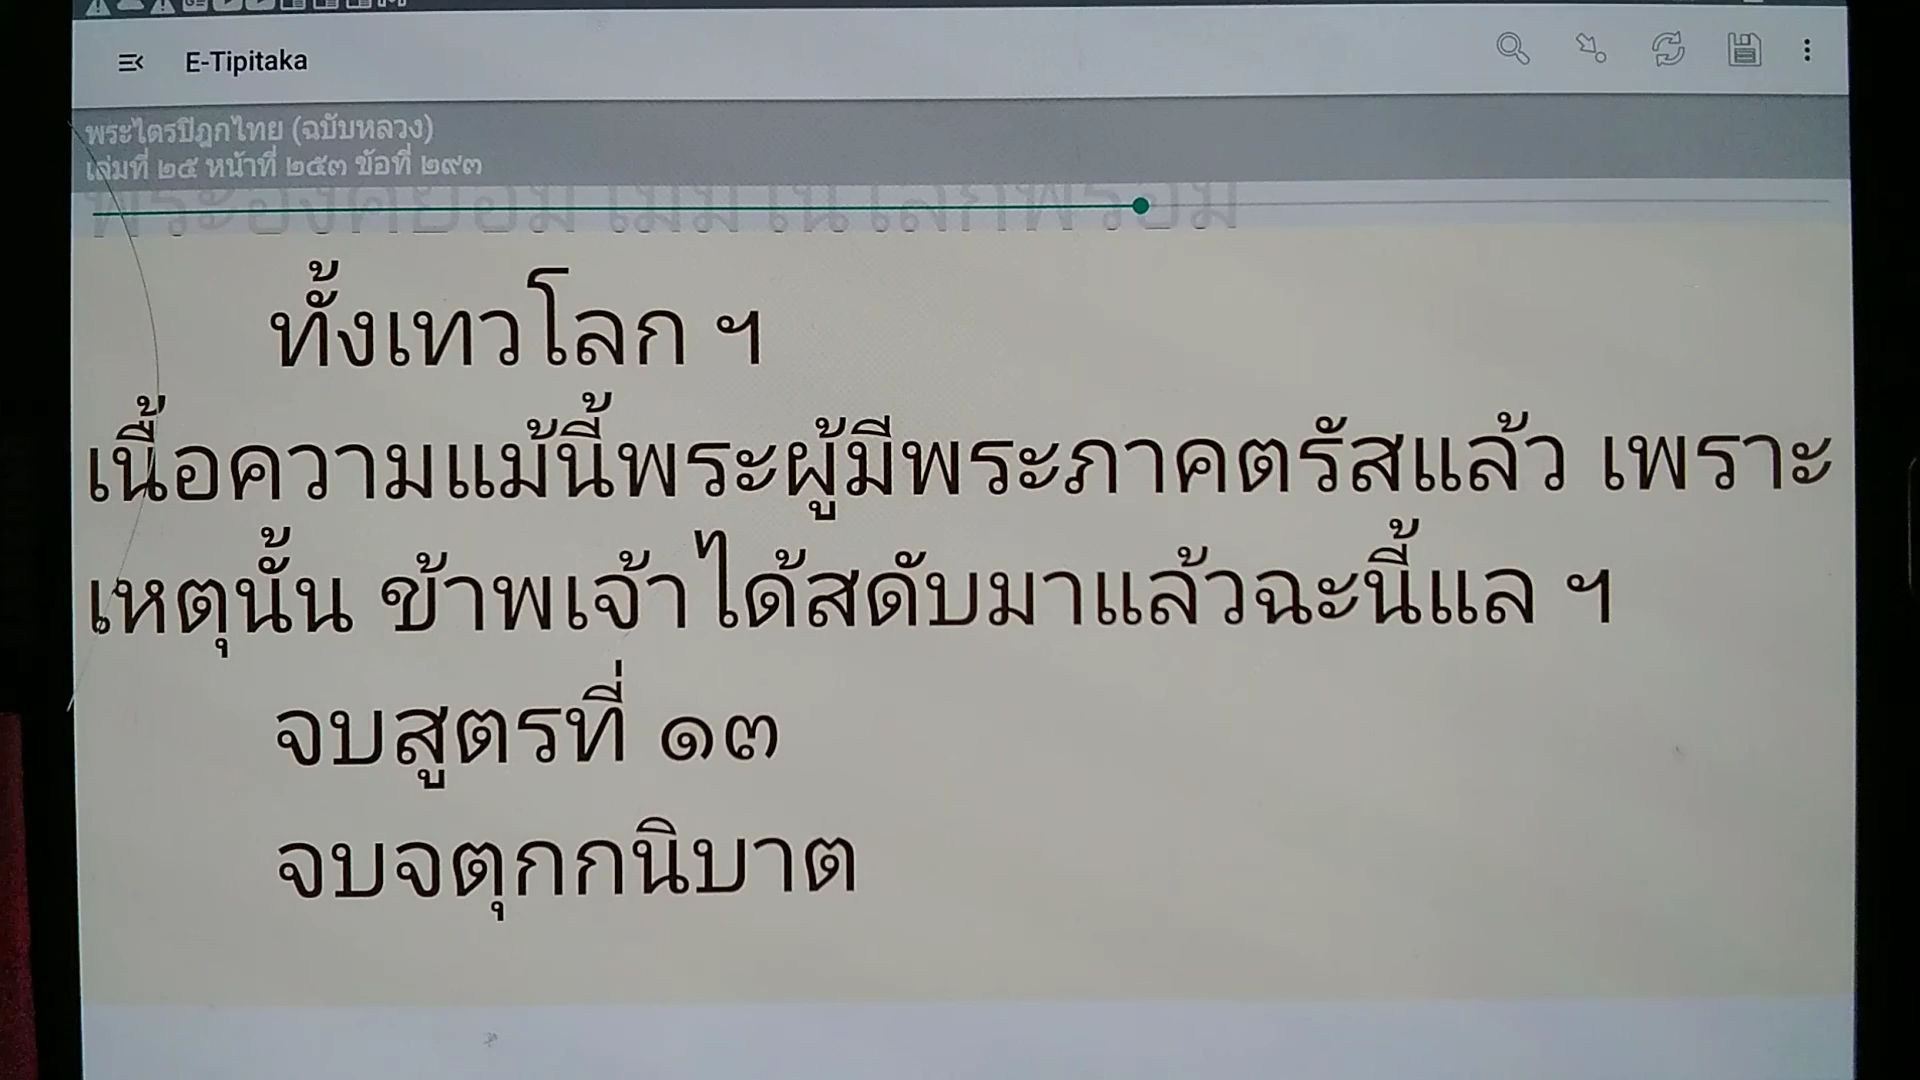 E-Tipitaka
พระไตรปิฎกไทย (ฉบับหลวง)
เล่มที่ ๒๕ หน้าที่ ๒๕๓ ข้อที่ ๒๙๓
ทั้งเทวโลก ฯ
เนื้อความแม้นี้พระผู้มีพระภาคตรัสแล้ว เพราะ
เหตุนั้น ข้าพเจ้าได้สดับมาแล้วฉะนี้แล ฯ
จบสูตรที่ ๑๓
จบจตุกกนิบาต